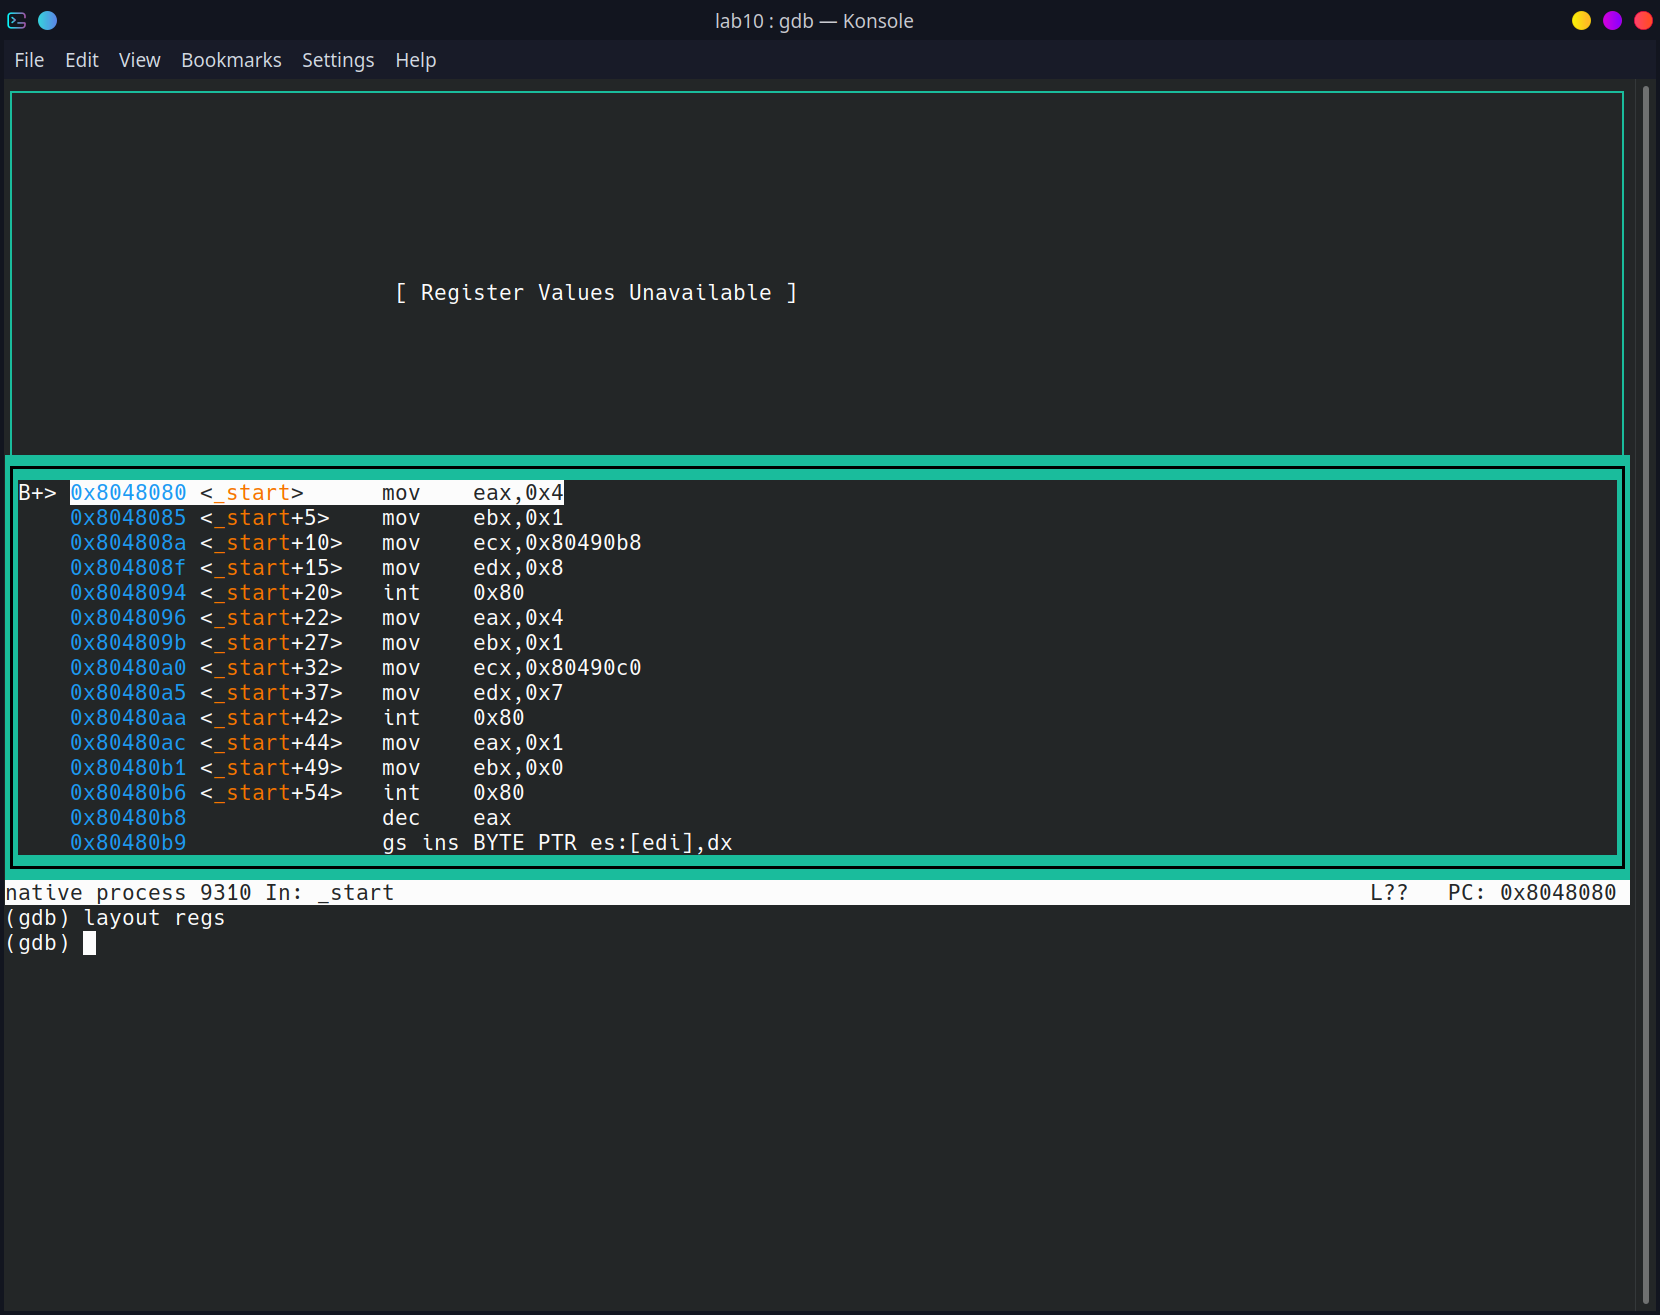 lab10 : gdb — Konsole
File Edit View Bookmarks Settings Help
[ Register Values Unavailable ]
B+> 0x8048080 <_start> mov eax,0x4
0x8048085 <_start+5> mov ebx,0x1
0x804808a <_start+10> mov ecx,0x80490b8
0x804808f <_start+15> mov edx,0x8
0x8048094 <_start+20> int 0x80
0x8048096 <_start+22> mov eax,0x4
0x804809b <_start+27> mov ebx,0x1
0x80480a0 <_start+32> mov ecx,0x80490c0
0x80480a5 <_start+37> mov edx,0x7
0x80480aa <_start+42> int 0x80
0x80480ac <_start+44> mov eax,0x1
0x80480b1 <_start+49> mov ebx,0x0
0x80480b6 <_start+54> int 0x80
0x80480b8 dec eax
0x80480b9 gs ins BYTE PTR es:[edi],dx
native process 9310 In: _start L?? PC: 0x8048080
(gdb) layout regs
(gdb)